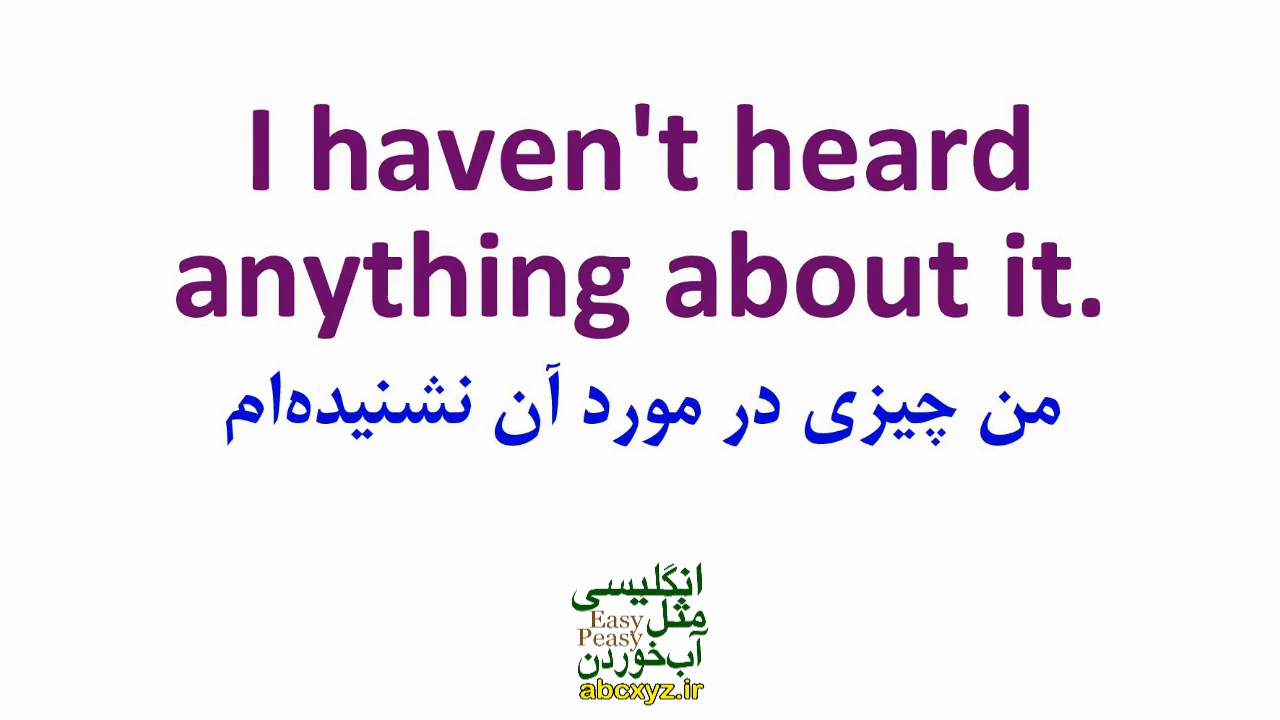 I haven't heard
anything about it.
من چیزی در مورد آن نشنیده‌ام
انگلیسی
مثل
Easy
Peasy
آب‌خوردن
abcxyz.ir